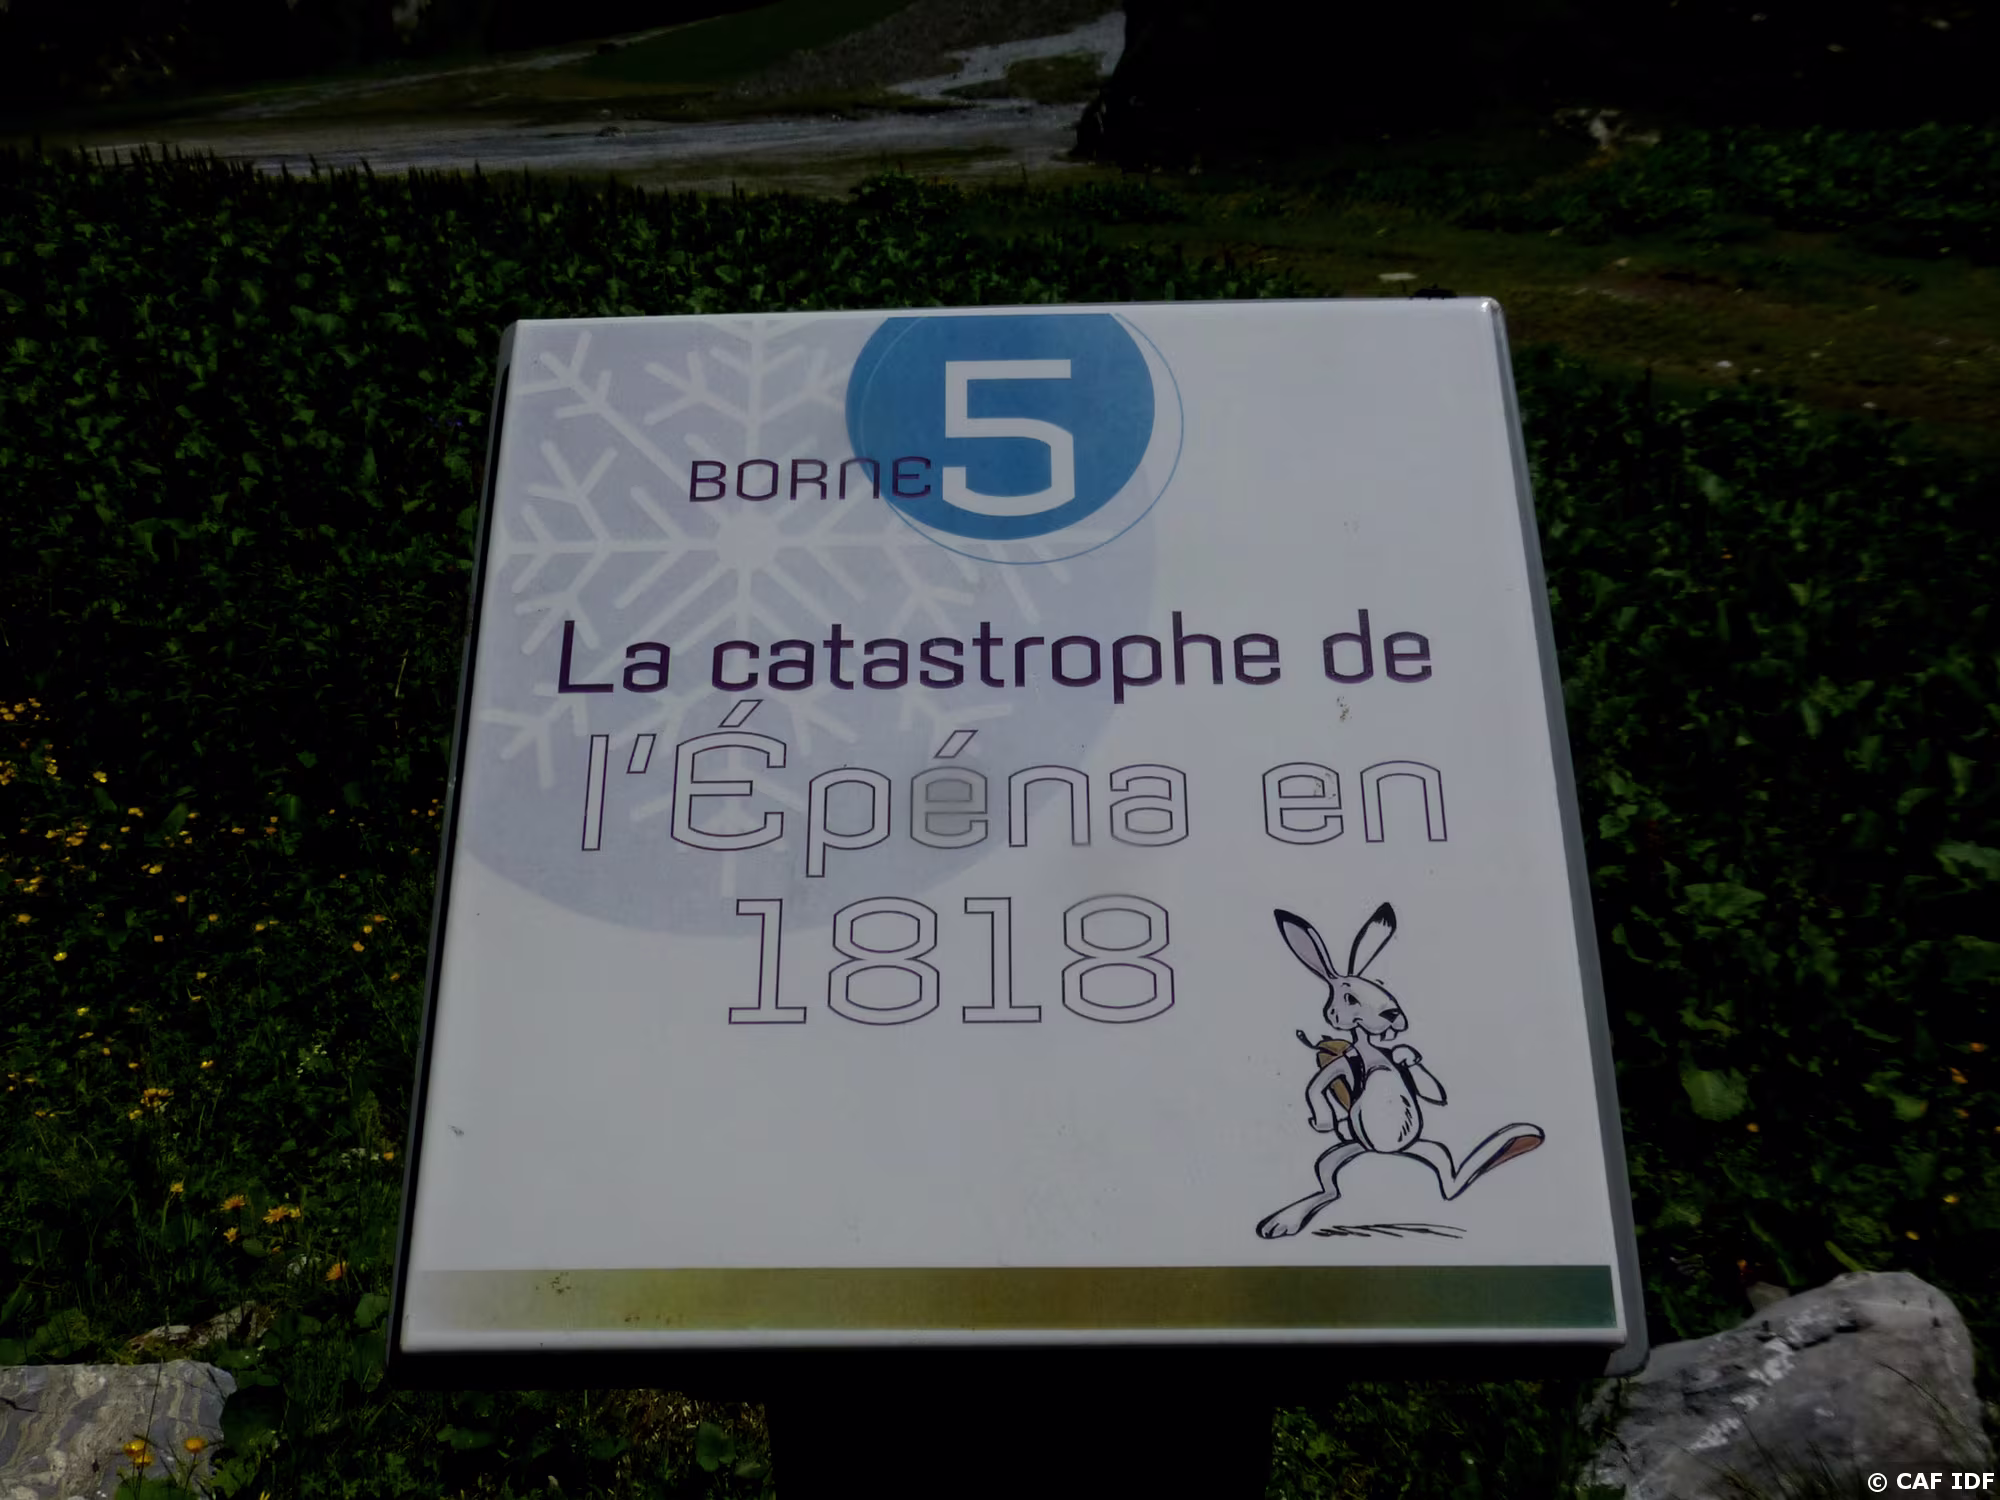 BORNE 5
La catastrophe de
l'Épéna en
1818
© CAF IDF